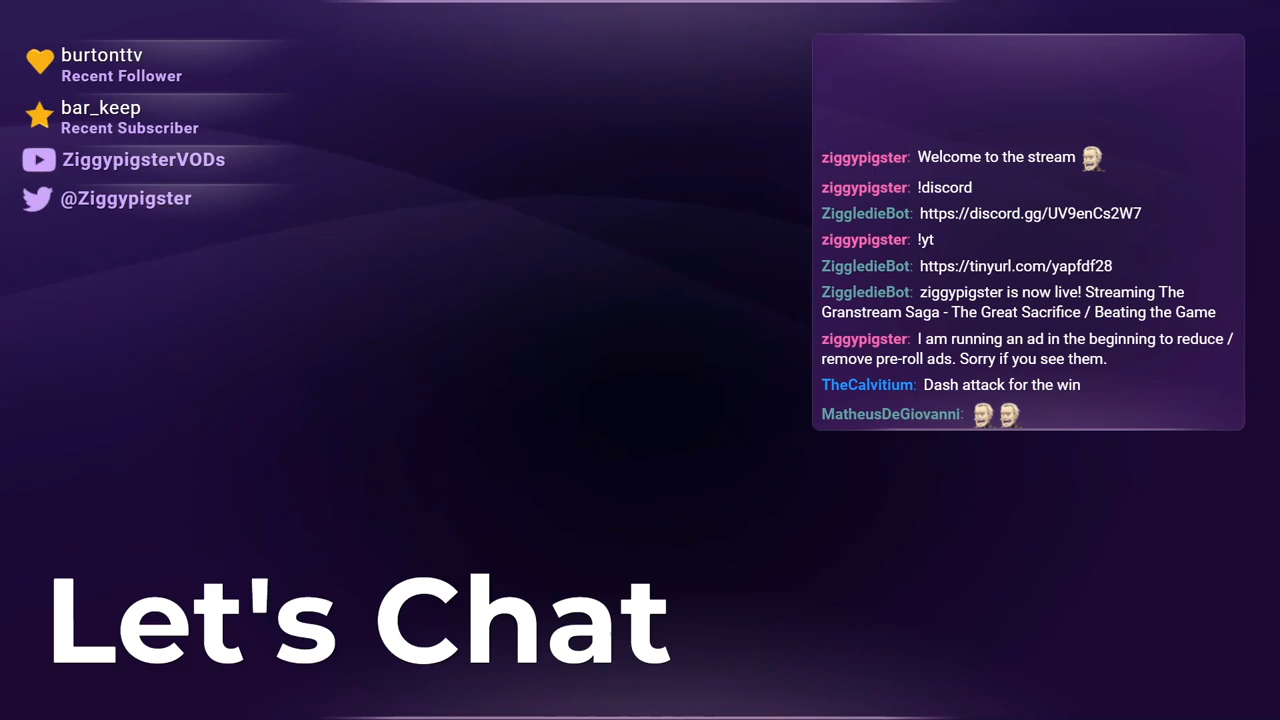 burtonttv
Recent Follower
bar_keep
Recent Subscriber
ZiggypigsterVODs
@Ziggypigster
ziggypigster: Welcome to the stream
ziggypigster: !discord
ZiggledieBot: https://discord.gg/UV9enCs2W7
ziggypigster: !yt
ZiggledieBot: https://tinyurl.com/yapfdf28
ZiggledieBot: ziggypigster is now live! Streaming The
Granstream Saga - The Great Sacrifice / Beating the Game
ziggypigster: I am running an ad in the beginning to reduce /
remove pre-roll ads. Sorry if you see them.
TheCalvitium: Dash attack for the win
MatheusDeGiovanni:
Let's Chat